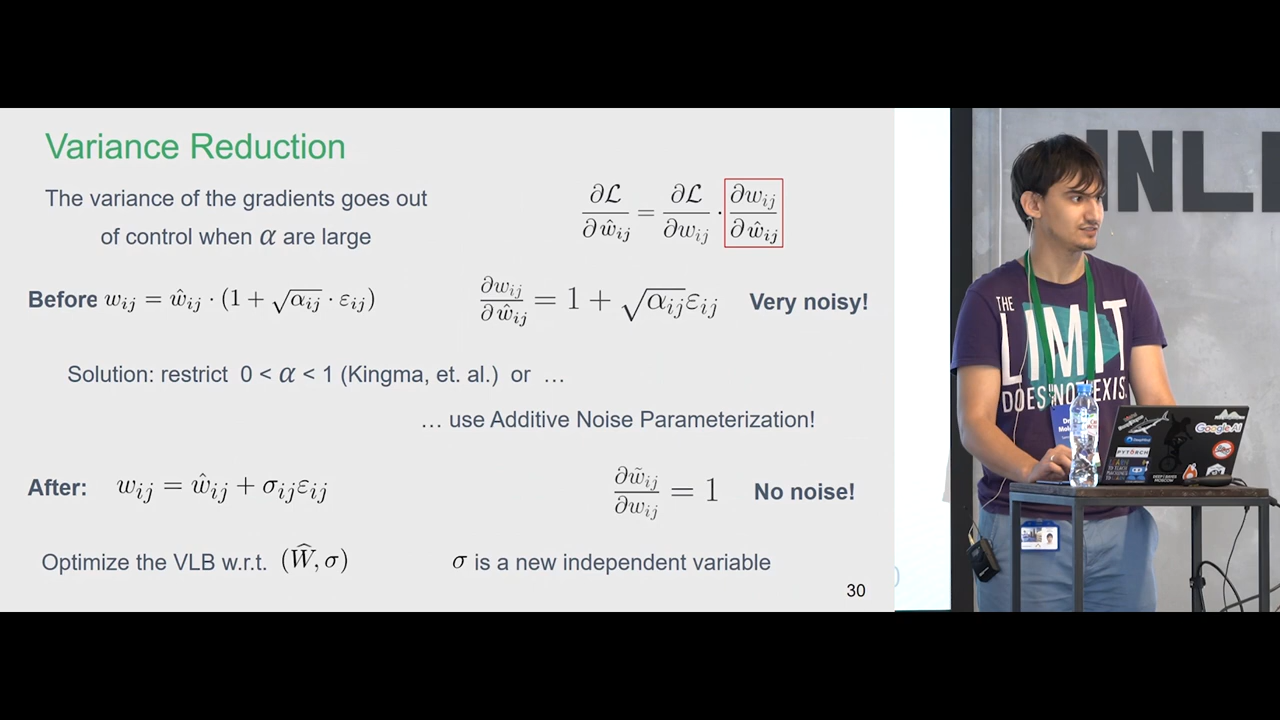 Variance Reduction
The variance of the gradients goes out
of control when α are large
∂ℒ/∂ŵ_ij = ∂ℒ/∂w_ij · ∂w_ij/∂ŵ_ij
Before w_ij = ŵ_ij · (1 + √α_ij · ε_ij)
∂w_ij/∂ŵ_ij = 1 + √α_ij ε_ij Very noisy!
Solution: restrict 0 < α < 1 (Kingma, et. al.) or …
… use Additive Noise Parameterization!
After: w_ij = ŵ_ij + σ_ij ε_ij
∂w̃_ij/∂w_ij = 1 No noise!
Optimize the VLB w.r.t. (Ŵ, σ)
σ is a new independent variable
30
THE
LIMIT
DOES NOT EXIS
Google AI
PYTORCH